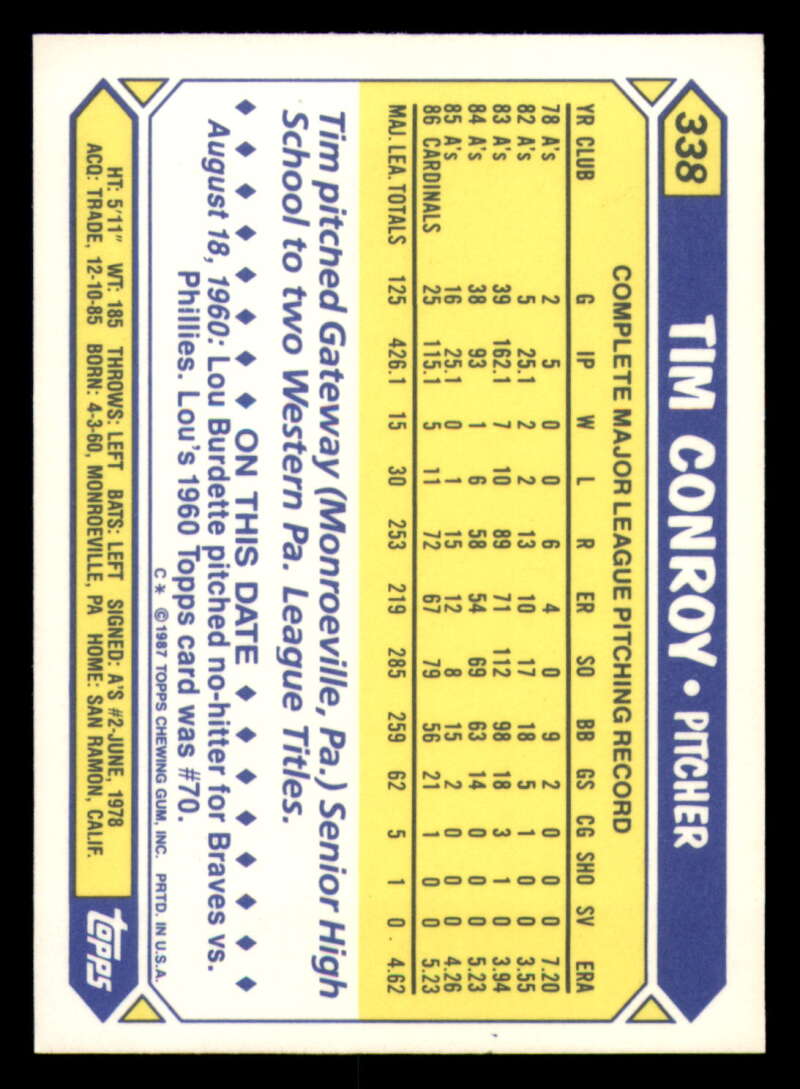 338
TIM CONROY • PITCHER
COMPLETE MAJOR LEAGUE PITCHING RECORD
YR CLUB G IP W L R ER SO BB GS CG SHO SV ERA
78 A's 2 5 0 0 6 4 0 9 2 0 0 0 7.20
82 A's 5 25.1 2 2 13 10 17 18 5 1 0 0 3.55
83 A's 39 162.1 7 10 89 71 112 98 18 3 1 0 3.94
84 A's 38 93 1 6 58 54 69 63 14 0 0 0 5.23
85 A's 16 25.1 0 1 15 12 8 15 2 0 0 0 4.26
86 CARDINALS 25 115.1 5 11 72 67 79 56 21 1 0 0 5.23
MAJ. LEA. TOTALS 125 426.1 15 30 253 219 285 259 62 5 1 0 4.62
Tim pitched Gateway (Monroeville, Pa.) Senior High
School to two Western Pa. League Titles.
♦ ♦ ♦ ♦ ♦ ♦ ♦ ON THIS DATE ♦ ♦ ♦ ♦ ♦ ♦ ♦
August 18, 1960: Lou Burdette pitched no-hitter for Braves vs.
Phillies. Lou's 1960 Topps card was #70.
C * © 1987 TOPPS CHEWING GUM, INC. PRTD. IN U.S.A.
HT: 5'11" WT: 185 THROWS: LEFT BATS: LEFT SIGNED: A'S #2-JUNE, 1978
ACQ: TRADE, 12-10-85 BORN: 4-3-60, MONROEVILLE, PA HOME: SAN RAMON, CALIF.
topps